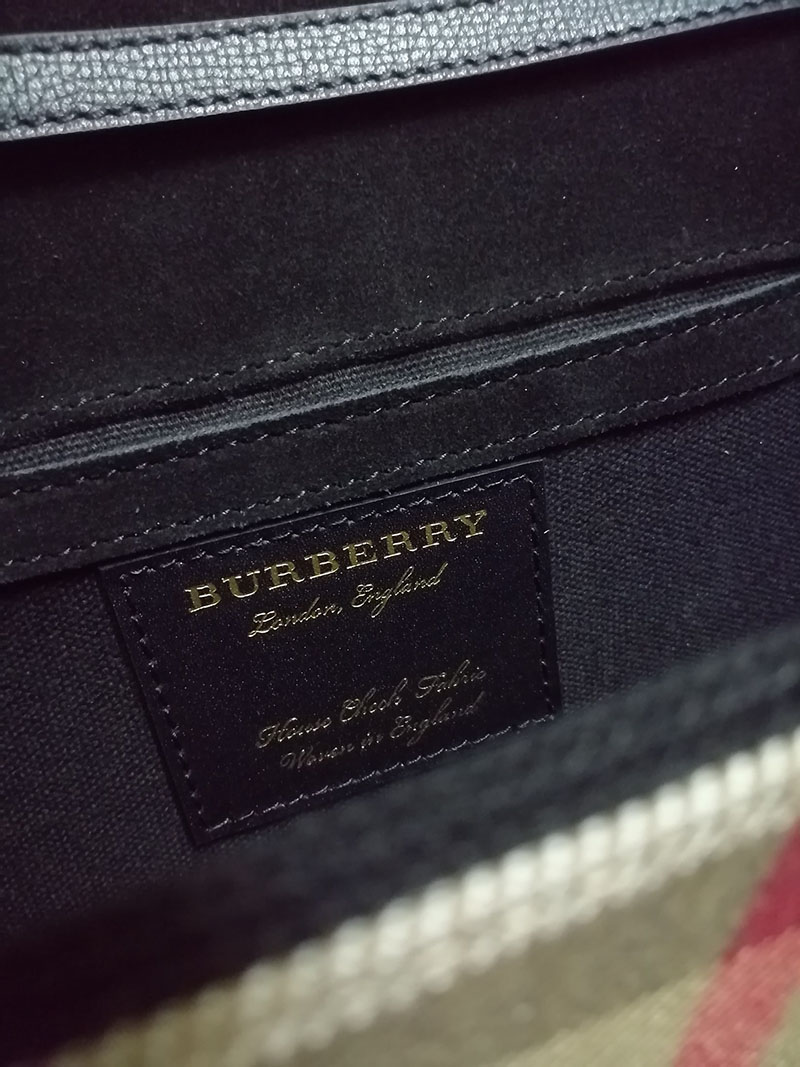 BURBERRY
London, England
House Check Fabric
Woven in England